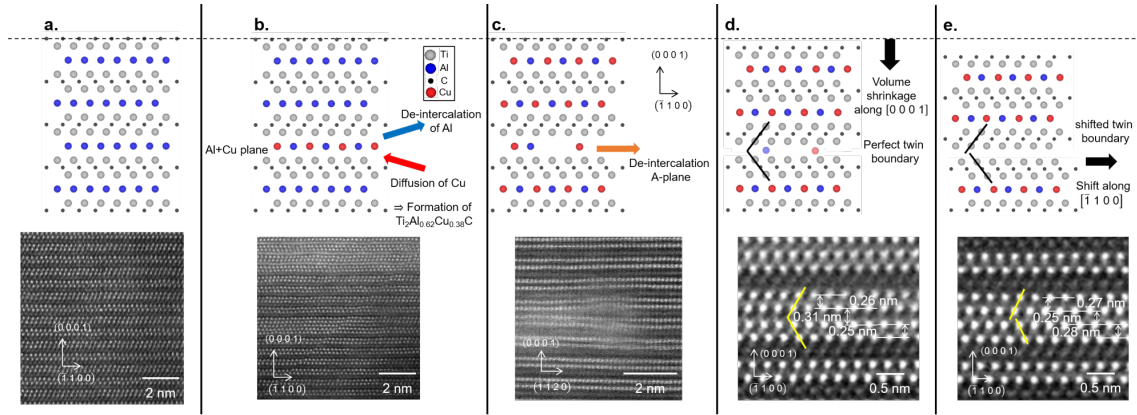 a.
b.
Ti
Al
C
Cu
De-intercalation
of Al
Al+Cu plane
Diffusion of Cu
⇒ Formation of
Ti₂Al₀.₆₂Cu₀.₃₈C
c.
(0 0 0 1)
(1̄ 1 0 0)
De-intercalation
A-plane
d.
Volume
shrinkage
along [0 0 0 1]
Perfect twin
boundary
e.
shifted twin
boundary
Shift along
[1̄ 1 0 0]
(0 0 0 1)
(1̄ 1 0 0)
2 nm
(0 0 0 1)
(1̄ 1 0 0)
2 nm
(0 0 0 1)
(1̄ 1 2 0)
2 nm
0.26 nm
0.31 nm
0.25 nm
(0 0 0 1)
(1̄ 1 0 0)
0.5 nm
0.27 nm
0.25 nm
0.28 nm
(0 0 0 1)
(1̄ 1 0 0)
0.5 nm